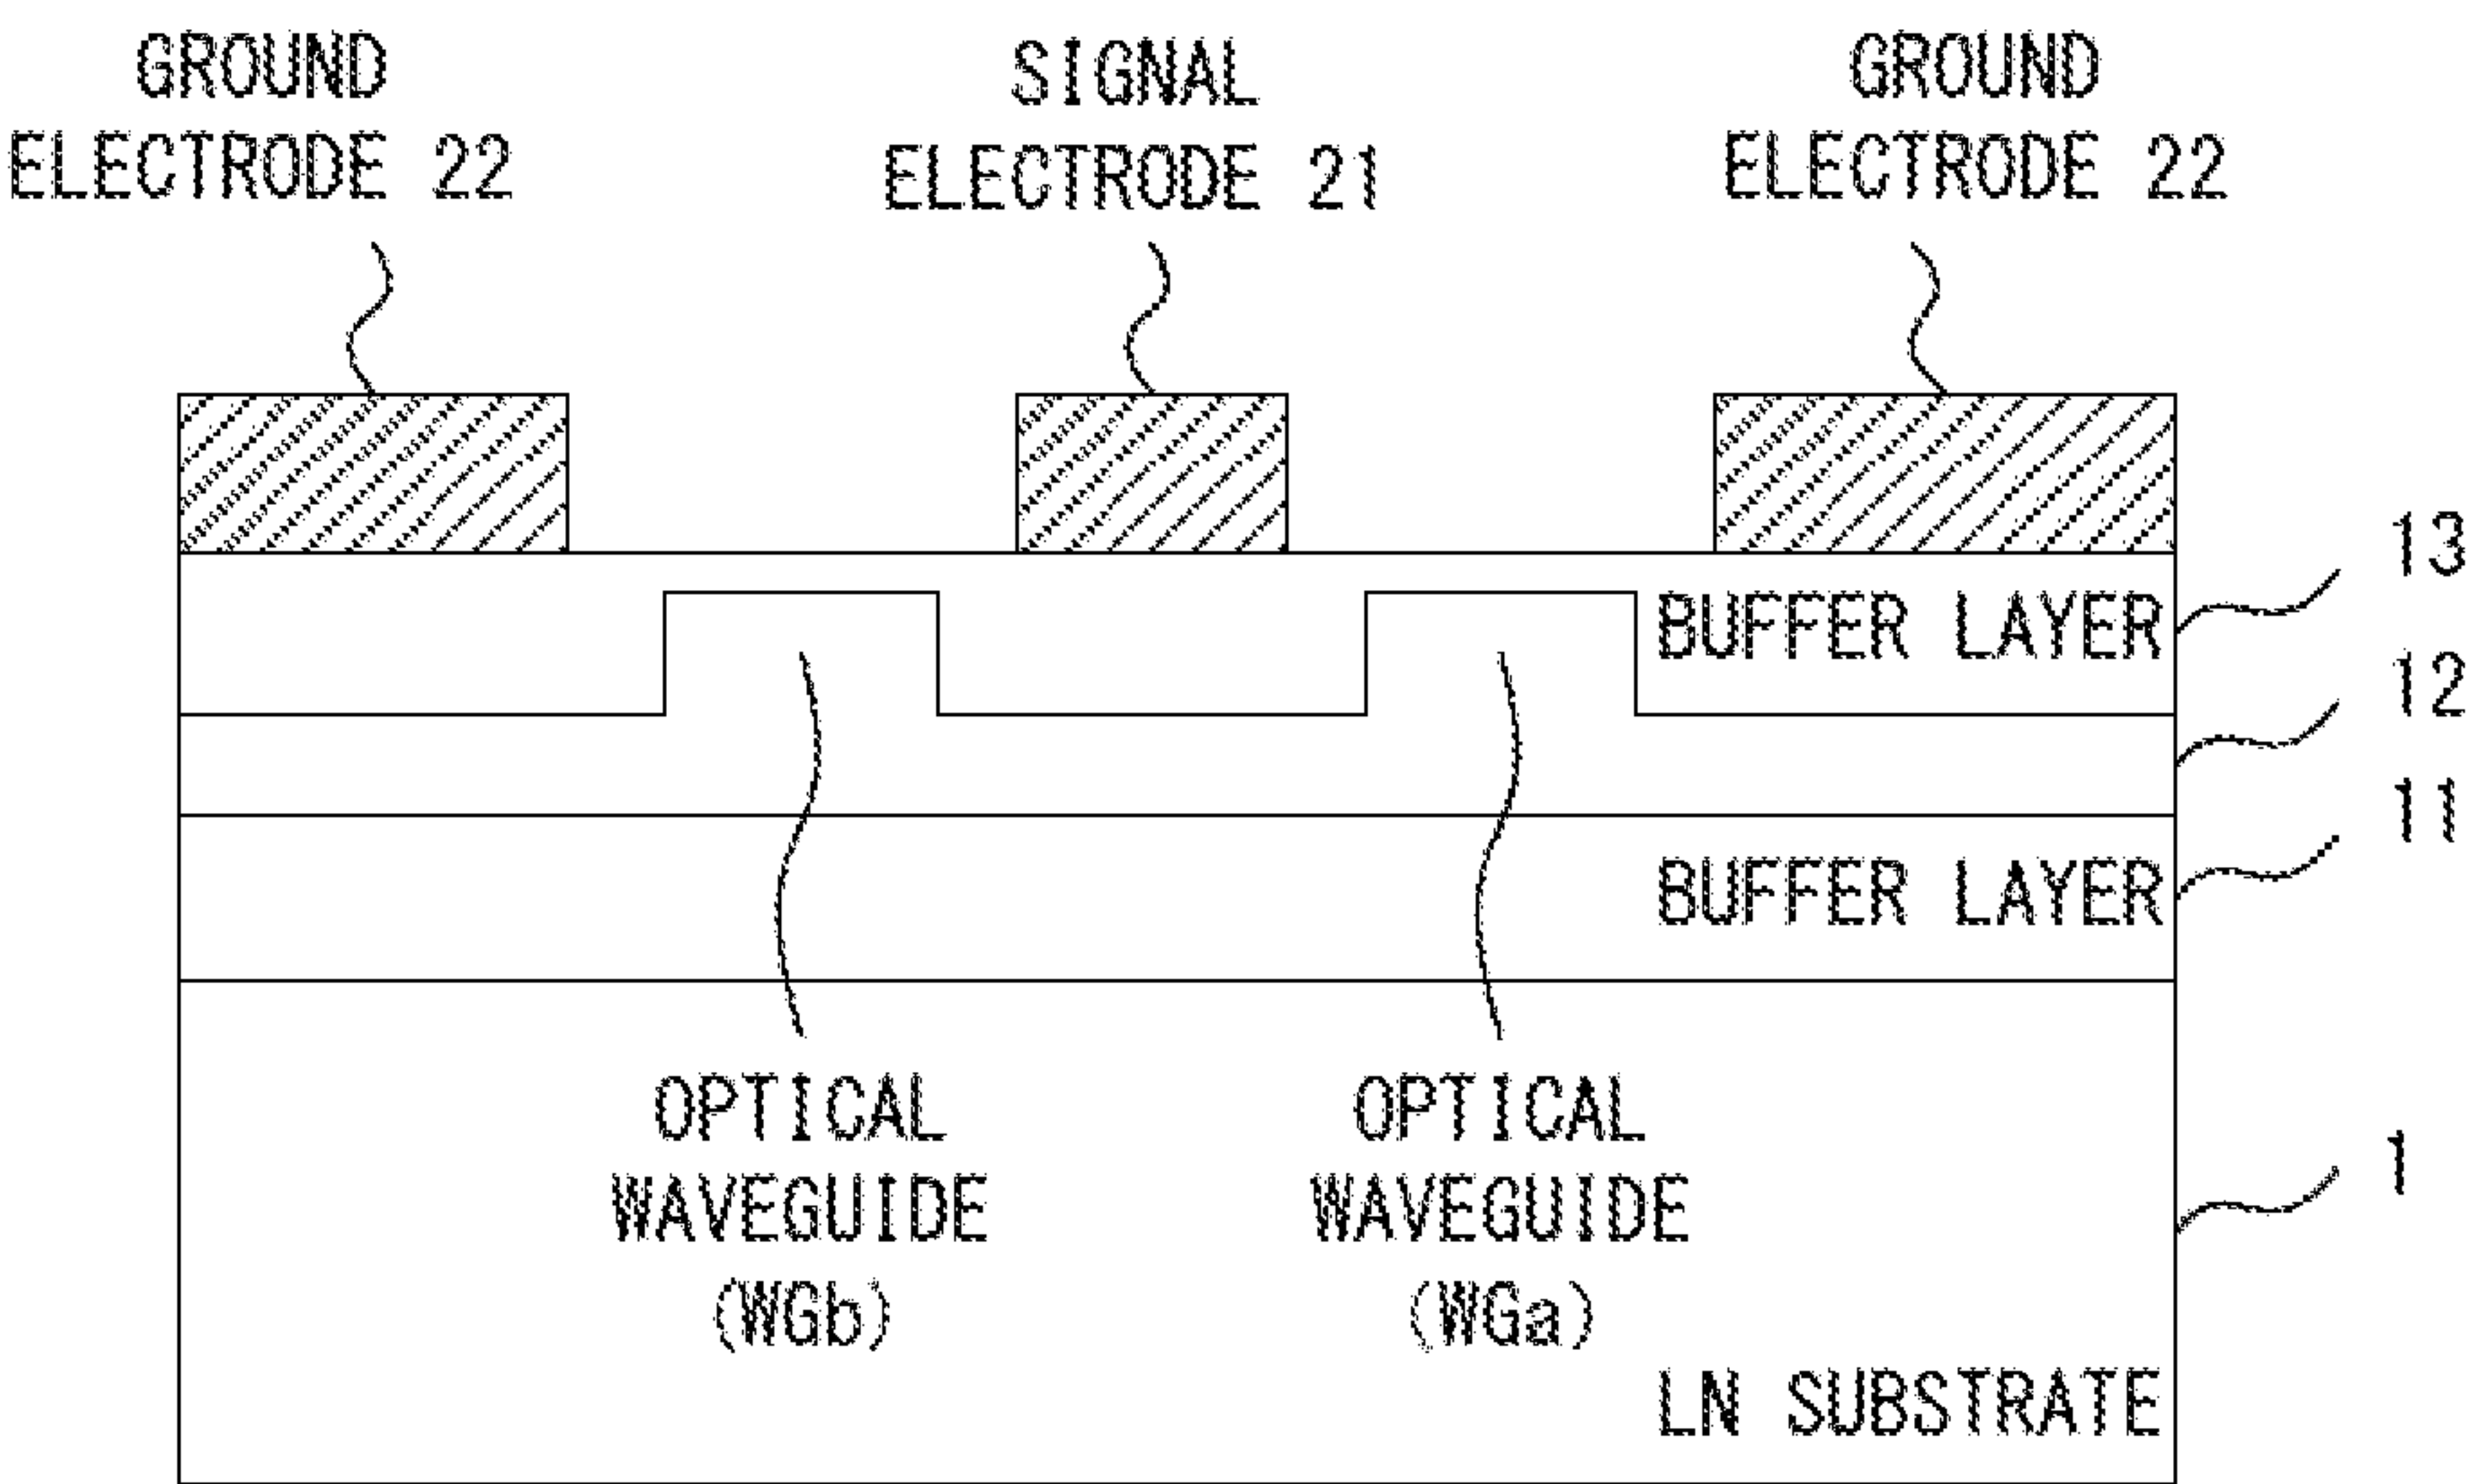 GROUND
ELECTRODE 22
SIGNAL
ELECTRODE 21
GROUND
ELECTRODE 22
13
BUFFER LAYER
12
11
BUFFER LAYER
OPTICAL
WAVEGUIDE
(WGb)
OPTICAL
WAVEGUIDE
(WGa)
1
LN SUBSTRATE